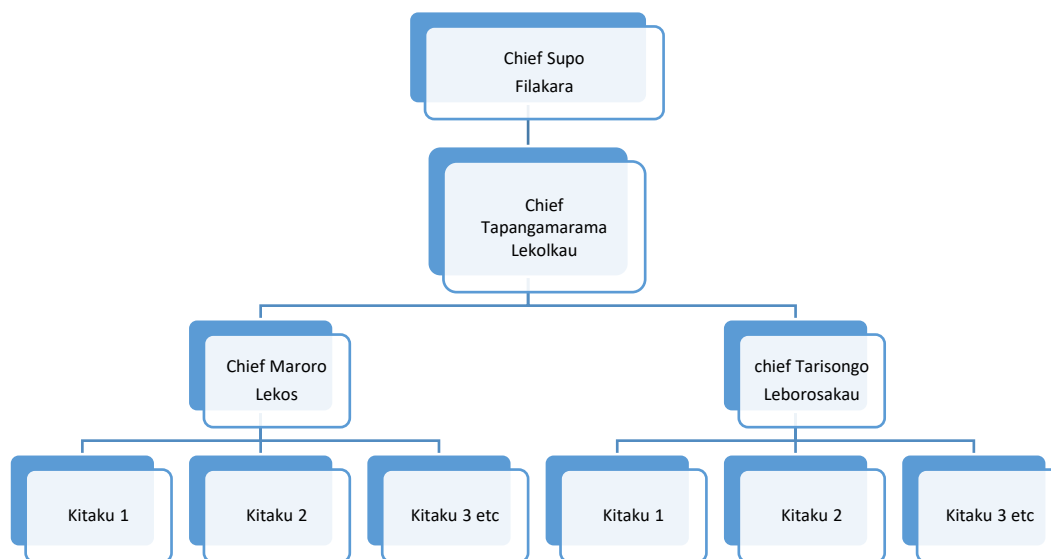 Chief Supo
Filakara
Chief
Tapangamarama
Lekolkau
Chief Maroro
Lekos
chief Tarisongo
Leborosakau
Kitaku 1
Kitaku 2
Kitaku 3 etc
Kitaku 1
Kitaku 2
Kitaku 3 etc